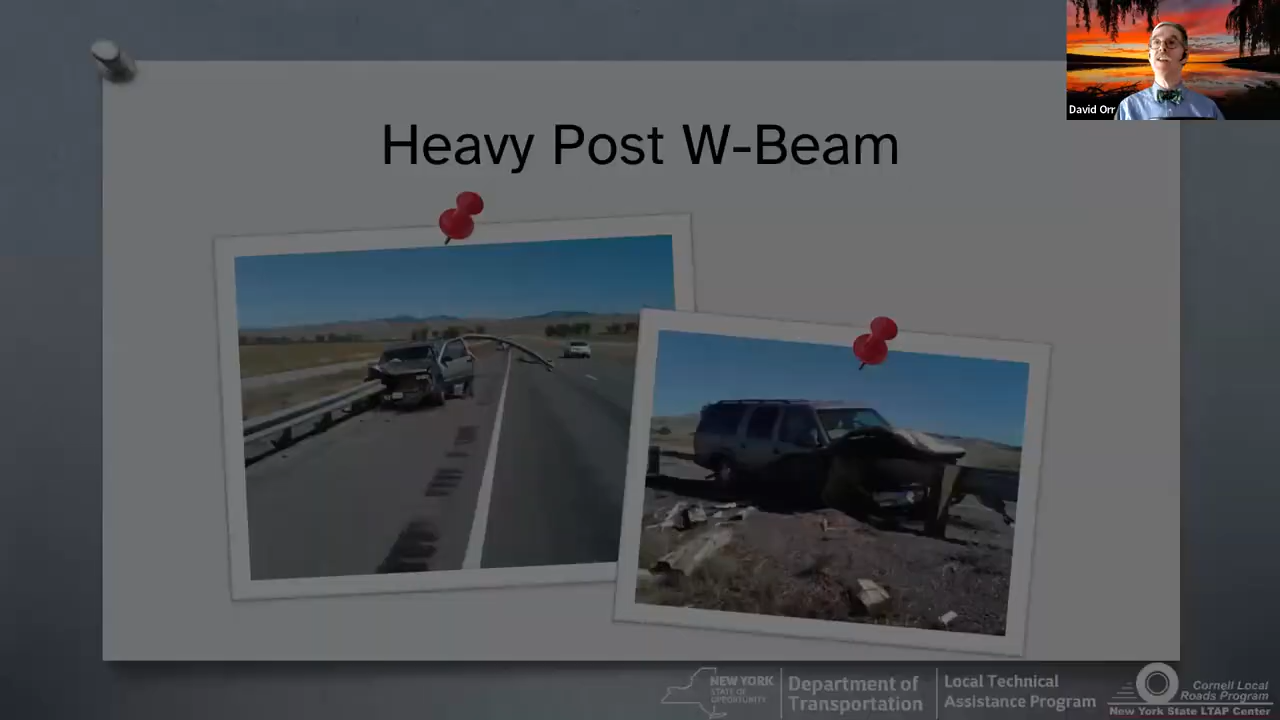 David Orr
Heavy Post W-Beam
NEW YORK
STATE OF
OPPORTUNITY
Department of
Transportation
Local Technical
Assistance Program
Cornell Local
Roads Program
New York State LTAP Center